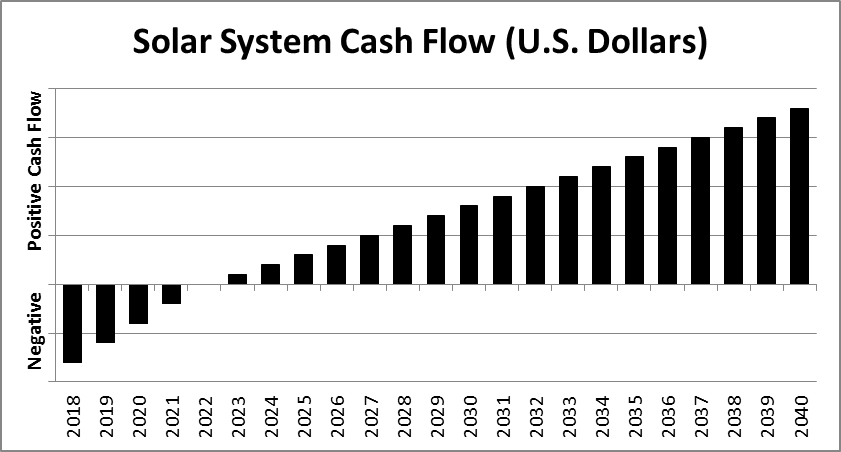 Solar System Cash Flow (U.S. Dollars)
Positive Cash Flow
Negative
2018 2019 2020 2021 2022 2023 2024 2025 2026 2027 2028 2029 2030 2031 2032 2033 2034 2035 2036 2037 2038 2039 2040